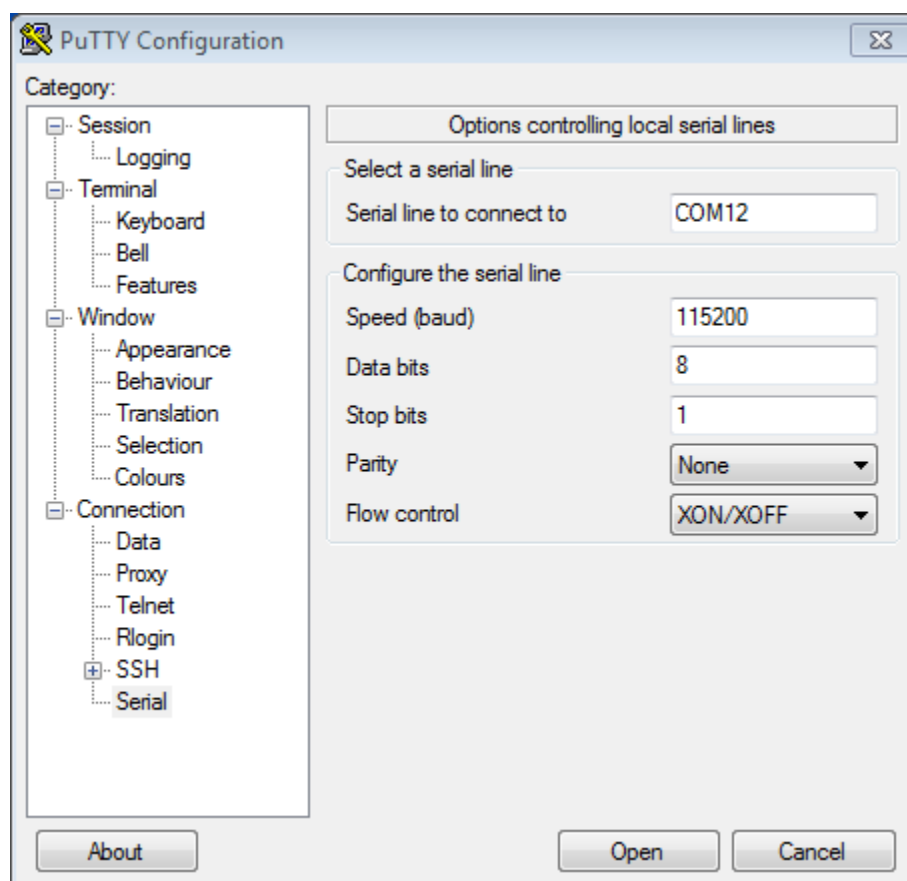 PuTTY Configuration
Category:
Session
Logging
Terminal
Keyboard
Bell
Features
Window
Appearance
Behaviour
Translation
Selection
Colours
Connection
Data
Proxy
Telnet
Rlogin
SSH
Serial
Options controlling local serial lines
Select a serial line
Serial line to connect to COM12
Configure the serial line
Speed (baud) 115200
Data bits 8
Stop bits 1
Parity None
Flow control XON/XOFF
About Open Cancel